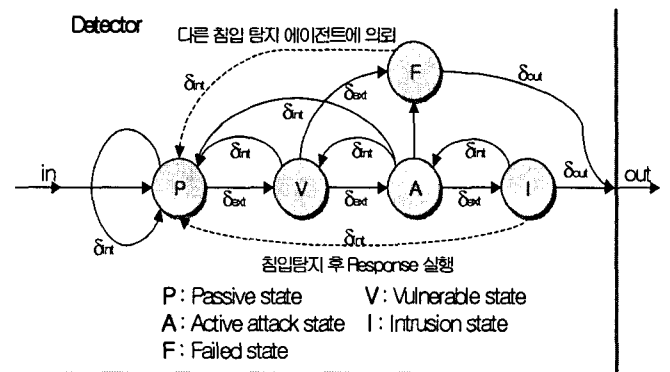 Detector
다른 침입 탐지 에이전트에 의뢰
F
δint
δext
δout
δint
δint
δint
δint
in
P
V
A
I
δout
out
δext
δext
δext
δint
δint
침입탐지 후 Response 실행
P : Passive state
V : Vulnerable state
A : Active attack state
I : Intrusion state
F : Failed state